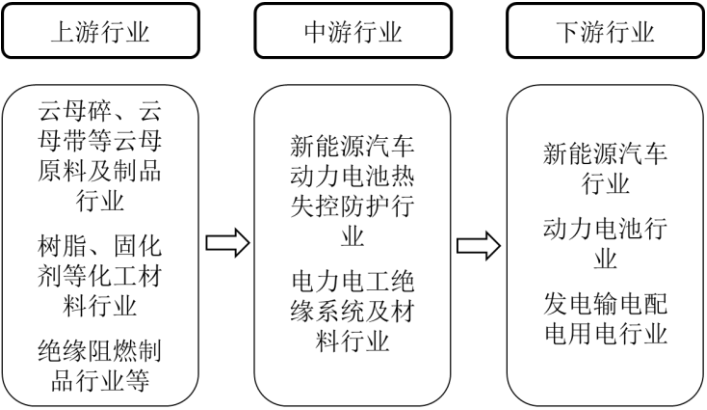 上游行业
中游行业
下游行业
云母碎、云
母带等云母
原料及制品
行业
树脂、固化
剂等化工材
料行业
绝缘阻燃制
品行业等
新能源汽车
动力电池热
失控防护行
业
电力电工绝
缘系统及材
料行业
新能源汽车
行业
动力电池行
业
发电输电配
电用电行业